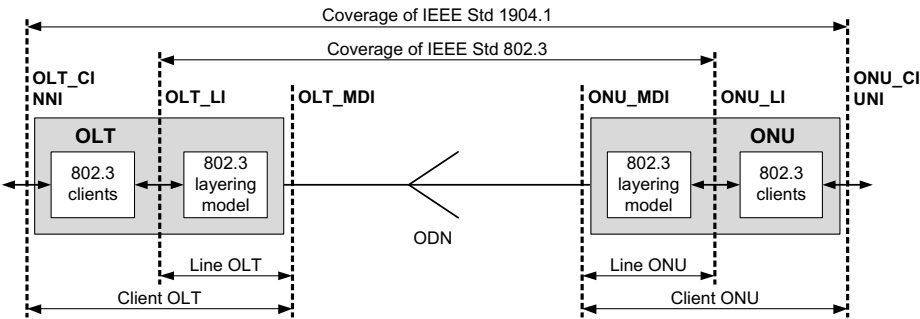 Coverage of IEEE Std 1904.1
Coverage of IEEE Std 802.3
OLT_CI
NNI
OLT_LI
OLT_MDI
ONU_MDI
ONU_LI
ONU_CI
UNI
OLT
802.3
clients
802.3
layering
model
ODN
ONU
802.3
layering
model
802.3
clients
Line OLT
Line ONU
Client OLT
Client ONU